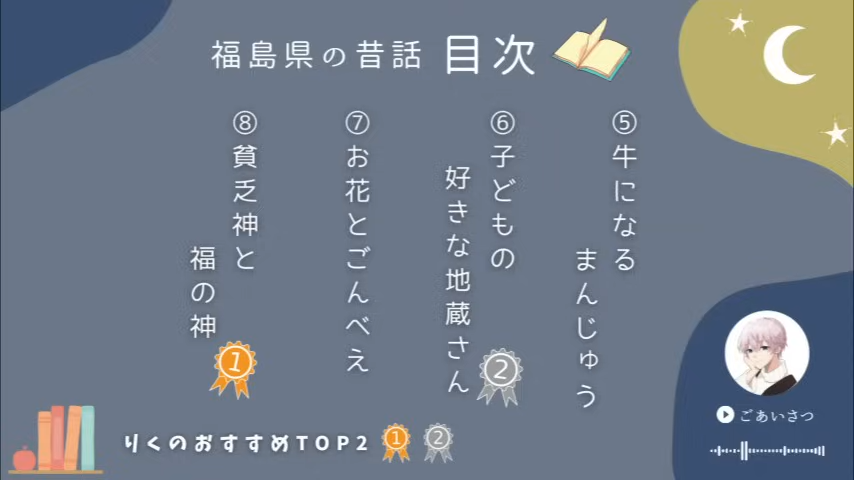 福島県の昔話 目次
⑤牛になる
まんじゅう
⑥子どもの
好きな地蔵さん
2
⑦お花とごんべえ
⑧貧乏神と
福の神
1
りくのおすすめTOP2 1 2
ごあいさつ